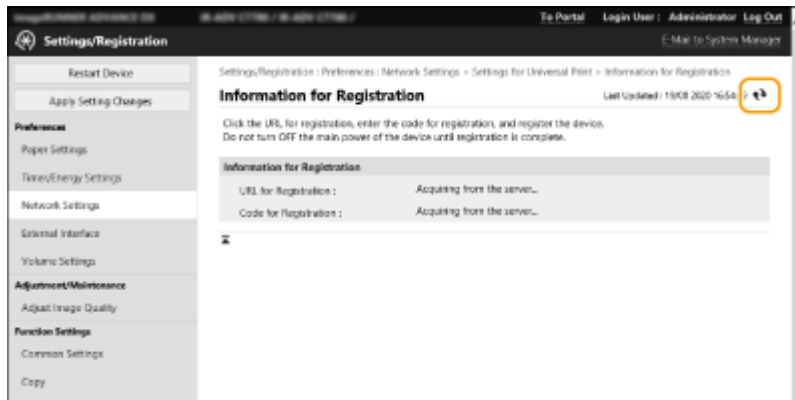 To Portal Login User : Administrator Log Out
Settings/Registration
E-Mail to System Manager
Restart Device
Apply Setting Changes
Preferences
Paper Settings
Timer/Energy Settings
Network Settings
External Interface
Volume Settings
Adjustment/Maintenance
Adjust Image Quality
Function Settings
Common Settings
Copy
Settings/Registration : Preferences : Network Settings > Settings for Universal Print > Information for Registration
Information for Registration
Last Updated : 2020
Click the URL for registration, enter the code for registration, and register the device.
Do not turn OFF the main power of the device until registration is complete.
Information for Registration
URL for Registration : Acquiring from the server...
Code for Registration : Acquiring from the server...